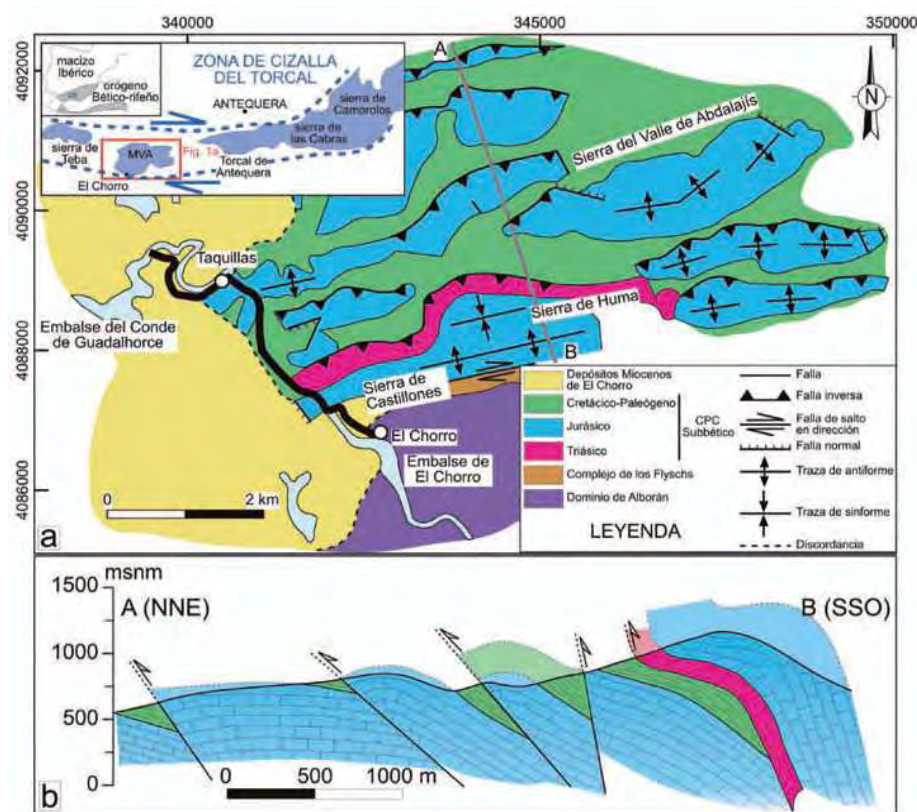 340000
345000
350000
4092000
4090000
4088000
4086000
macizo
Ibérico
orógeno
Bético-rifeño
ZONA DE CIZALLA
DEL TORCAL
ANTEQUERA
sierra de
Camorolos
sierra de
las Cabras
sierra de
Teba
MVA
Fig. 1a
Torcal de
Antequera
El Chorro
A
N
Sierra del Valle de Abdalajís
Taquillas
Embalse del Conde
de Guadalhorce
Sierra de Huma
B
Sierra de
Castillones
El Chorro
Embalse de
El Chorro
0 2 km
a
Depósitos Miocenos
de El Chorro
Cretácico-Paleógeno
Jurásico
Triásico
CPC
Subbético
Complejo de los Flyschs
Dominio de Alborán
LEYENDA
Falla
Falla inversa
Falla de salto
en dirección
Falla normal
Traza de antiforme
Traza de sinforme
Discordancia
msnm
1500
1000
500
0
A (NNE)
B (SSO)
0 500 1000 m
b